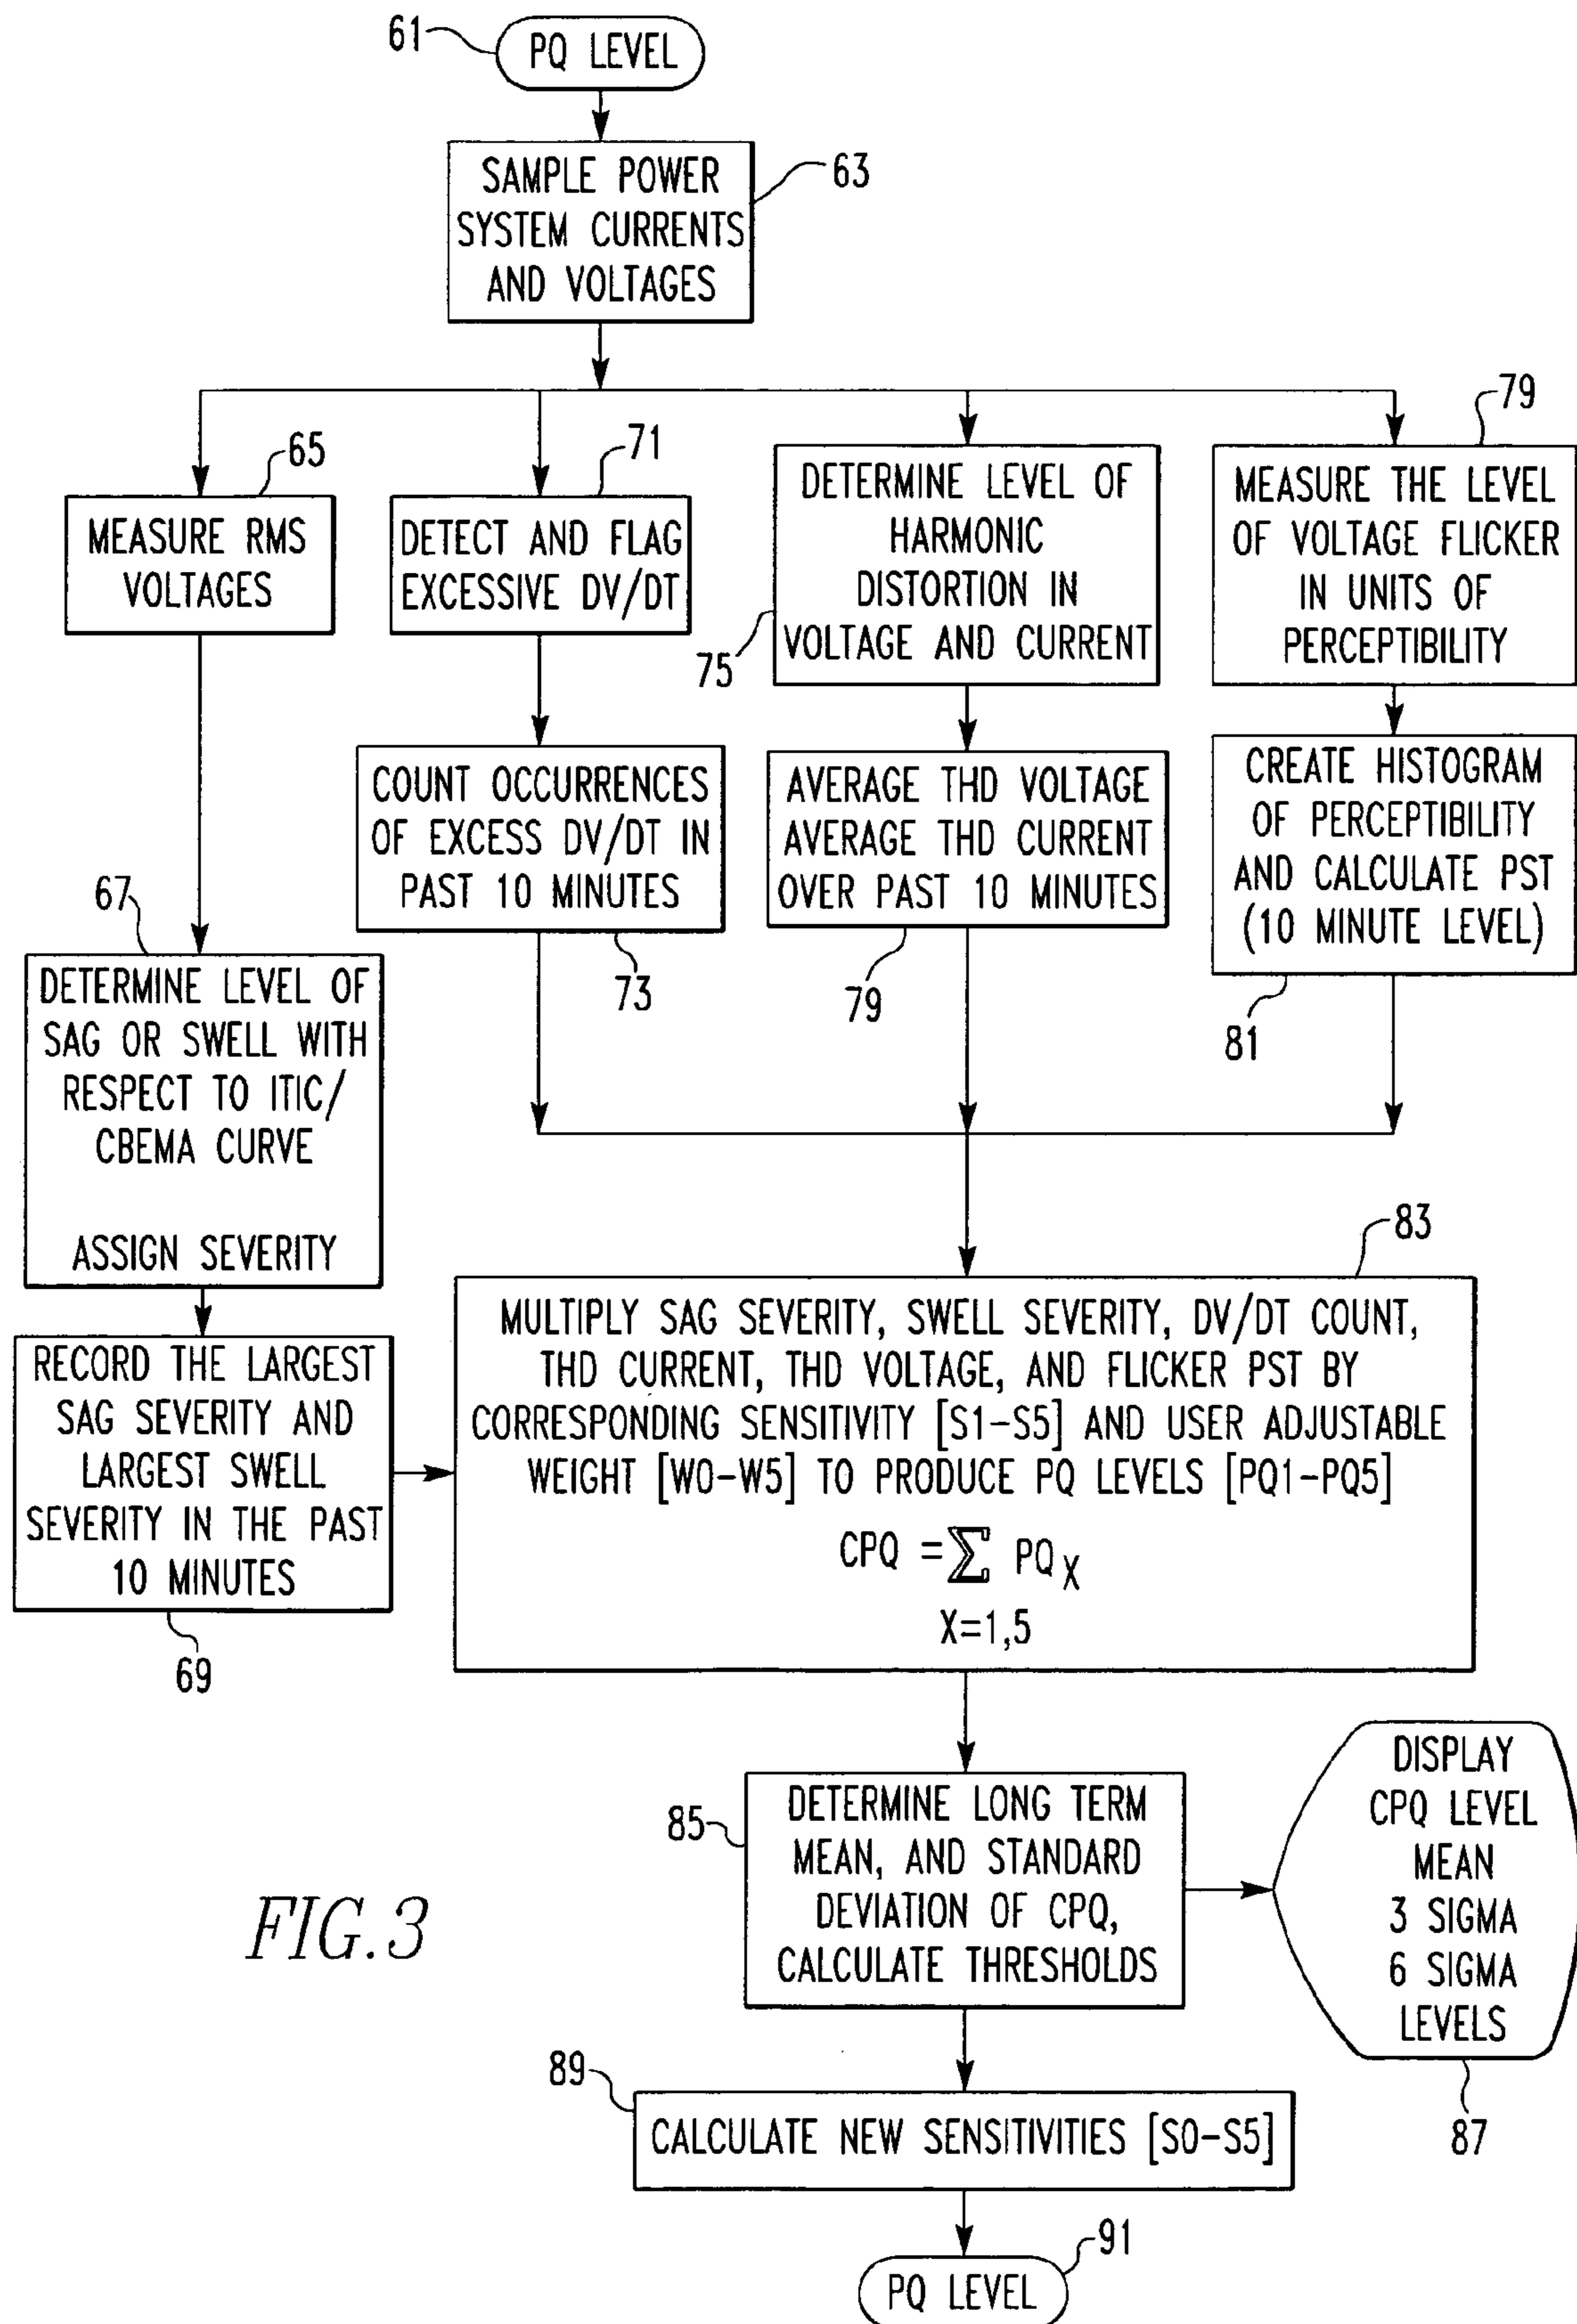 61
PQ LEVEL
SAMPLE POWER
SYSTEM CURRENTS
AND VOLTAGES
63
65
MEASURE RMS
VOLTAGES
71
DETECT AND FLAG
EXCESSIVE DV/DT
75
DETERMINE LEVEL OF
HARMONIC
DISTORTION IN
VOLTAGE AND CURRENT
79
MEASURE THE LEVEL
OF VOLTAGE FLICKER
IN UNITS OF
PERCEPTIBILITY
COUNT OCCURRENCES
OF EXCESS DV/DT IN
PAST 10 MINUTES
73
AVERAGE THD VOLTAGE
AVERAGE THD CURRENT
OVER PAST 10 MINUTES
79
CREATE HISTOGRAM
OF PERCEPTIBILITY
AND CALCULATE PST
(10 MINUTE LEVEL)
81
67
DETERMINE LEVEL OF
SAG OR SWELL WITH
RESPECT TO ITIC/
CBEMA CURVE
ASSIGN SEVERITY
RECORD THE LARGEST
SAG SEVERITY AND
LARGEST SWELL
SEVERITY IN THE PAST
10 MINUTES
69
83
MULTIPLY SAG SEVERITY, SWELL SEVERITY, DV/DT COUNT,
THD CURRENT, THD VOLTAGE, AND FLICKER PST BY
CORRESPONDING SENSITIVITY [S1-S5] AND USER ADJUSTABLE
WEIGHT [W0-W5] TO PRODUCE PQ LEVELS [PQ1-PQ5]
CPQ = Σ PQ X
X=1,5
85
DETERMINE LONG TERM
MEAN, AND STANDARD
DEVIATION OF CPQ,
CALCULATE THRESHOLDS
DISPLAY
CPQ LEVEL
MEAN
3 SIGMA
6 SIGMA
LEVELS
87
FIG.3
89
CALCULATE NEW SENSITIVITIES [S0-S5]
91
PQ LEVEL